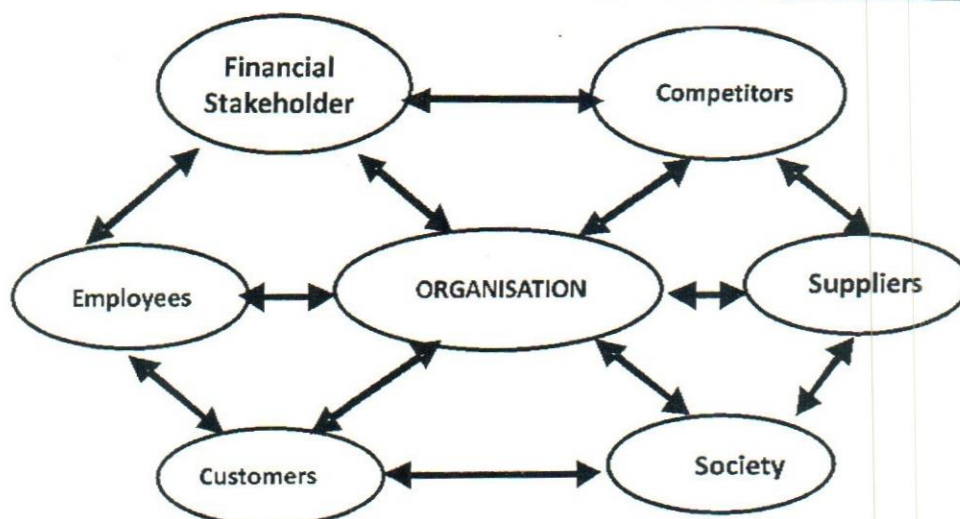 Financial
Stakeholder
Competitors
Employees
ORGANISATION
Suppliers
Customers
Society